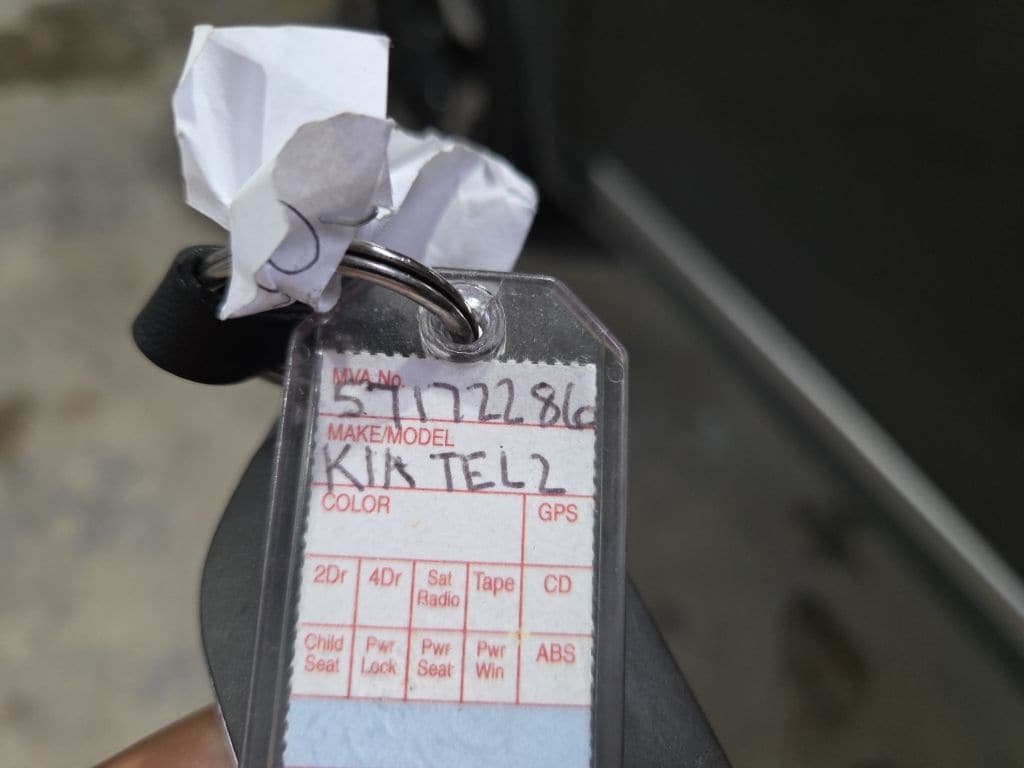 MVA No.
57172286
MAKE/MODEL
KIA TEL2
COLOR
GPS
2Dr 4Dr Sat Radio Tape CD
Child Seat Pwr Lock Pwr Seat Pwr Win ABS